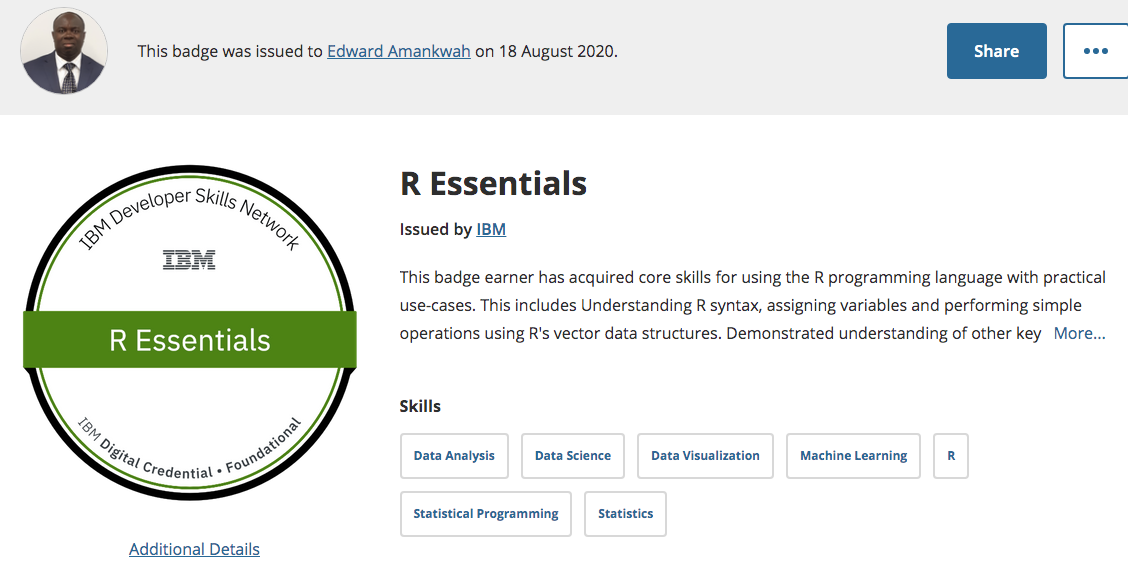 This badge was issued to Edward Amankwah on 18 August 2020.
Share
•••
IBM Developer Skills Network
IBM
R Essentials
IBM Digital Credential • Foundational
Additional Details
R Essentials
Issued by IBM
This badge earner has acquired core skills for using the R programming language with practical
use-cases. This includes Understanding R syntax, assigning variables and performing simple
operations using R's vector data structures. Demonstrated understanding of other key More...
Skills
Data Analysis Data Science Data Visualization Machine Learning R
Statistical Programming Statistics